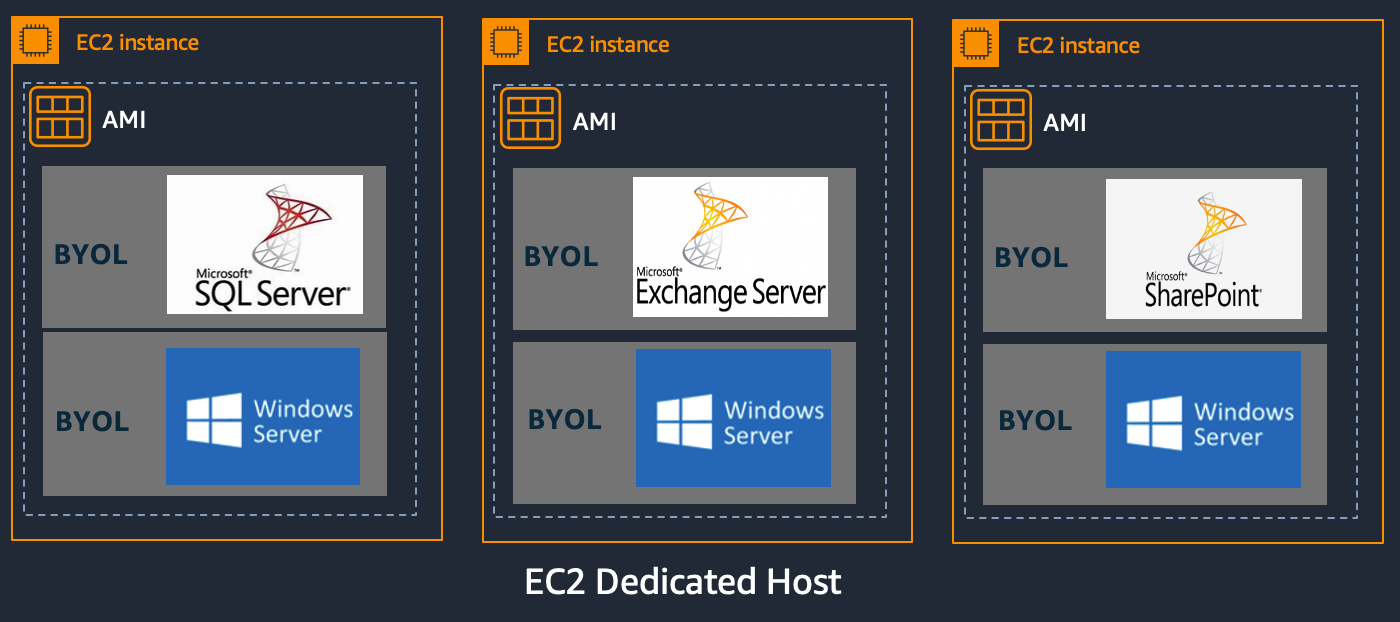 EC2 instance
AMI
BYOL
Microsoft®
SQL Server®
BYOL
Windows
Server
EC2 instance
AMI
BYOL
Microsoft®
Exchange Server
BYOL
Windows
Server
EC2 instance
AMI
BYOL
Microsoft®
SharePoint®
BYOL
Windows
Server
EC2 Dedicated Host